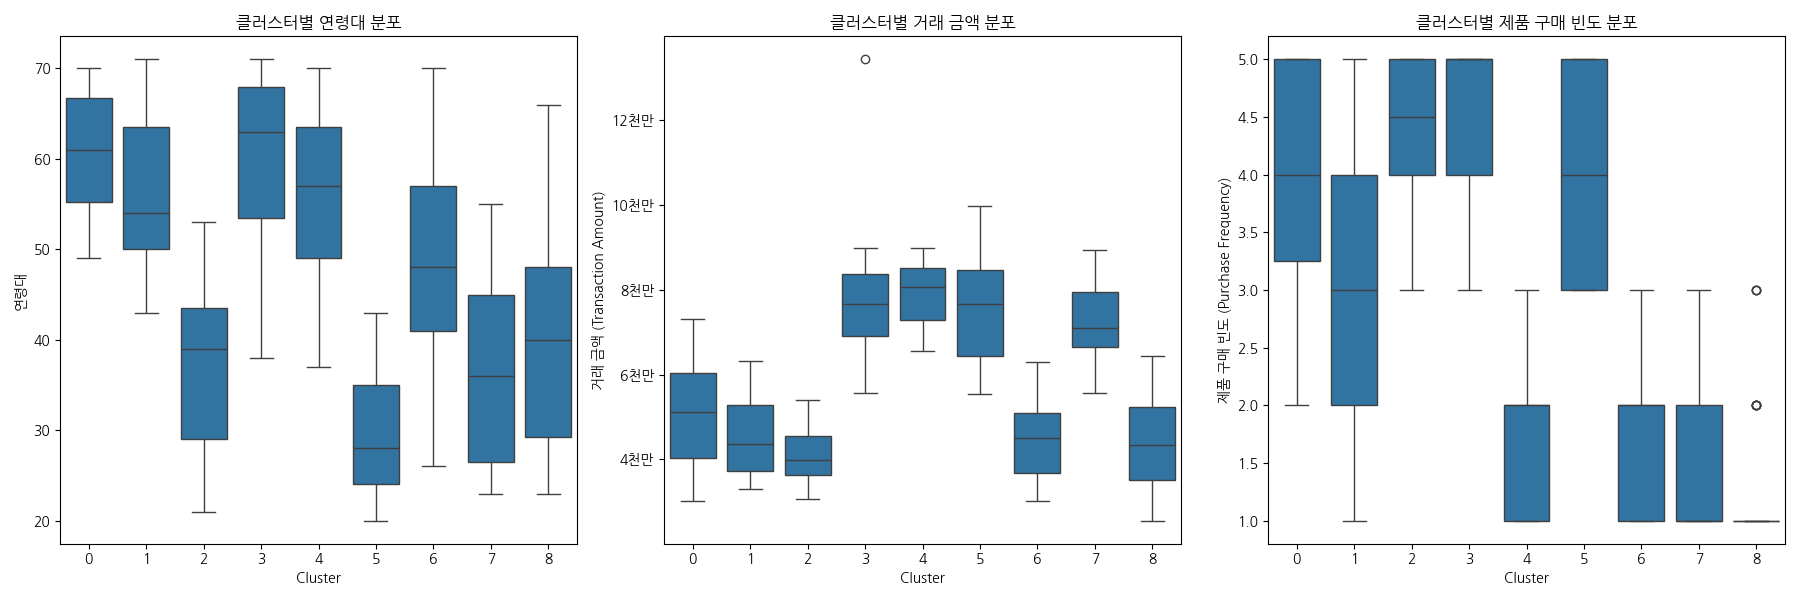 클러스터별 연령대 분포
연령대
70
60
50
40
30
20
0 1 2 3 4 5 6 7 8
Cluster
클러스터별 거래 금액 분포
거래 금액 (Transaction Amount)
12천만
10천만
8천만
6천만
4천만
0 1 2 3 4 5 6 7 8
Cluster
클러스터별 제품 구매 빈도 분포
제품 구매 빈도 (Purchase Frequency)
5.0
4.5
4.0
3.5
3.0
2.5
2.0
1.5
1.0
0 1 2 3 4 5 6 7 8
Cluster